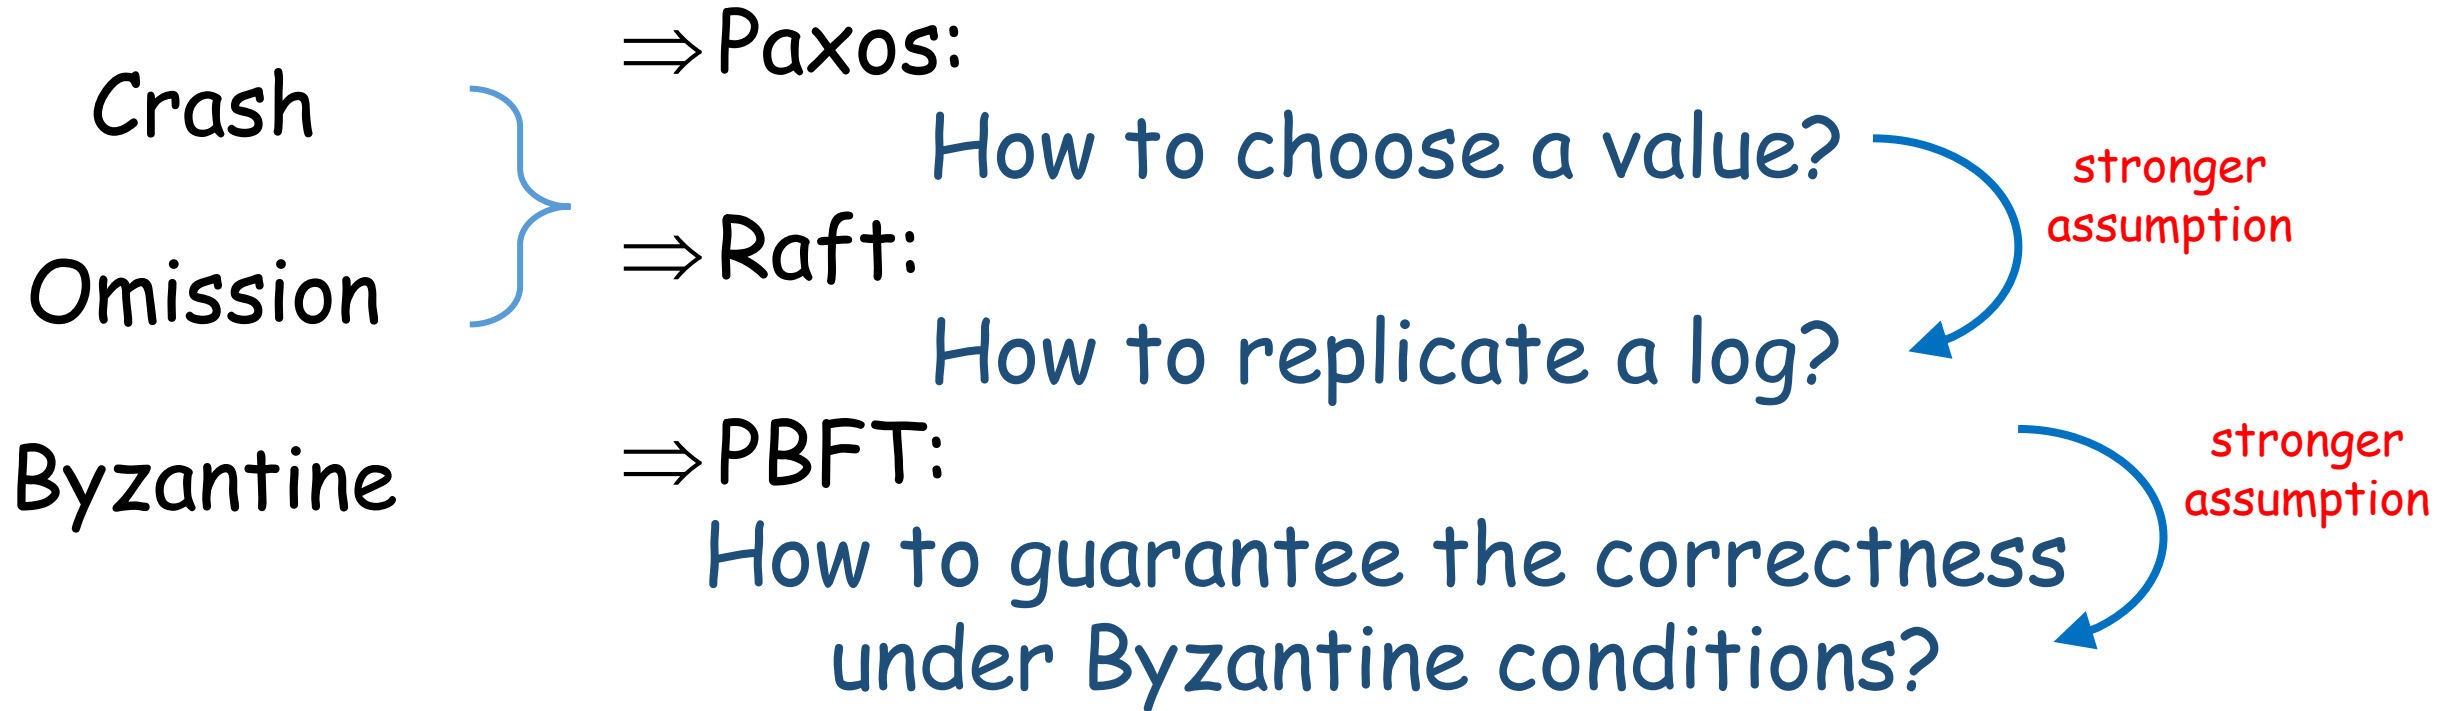 Crash
Omission
Byzantine
⇒ Paxos:
How to choose a value?
stronger
assumption
⇒ Raft:
How to replicate a log?
⇒ PBFT:
How to guarantee the correctness
under Byzantine conditions?
stronger
assumption